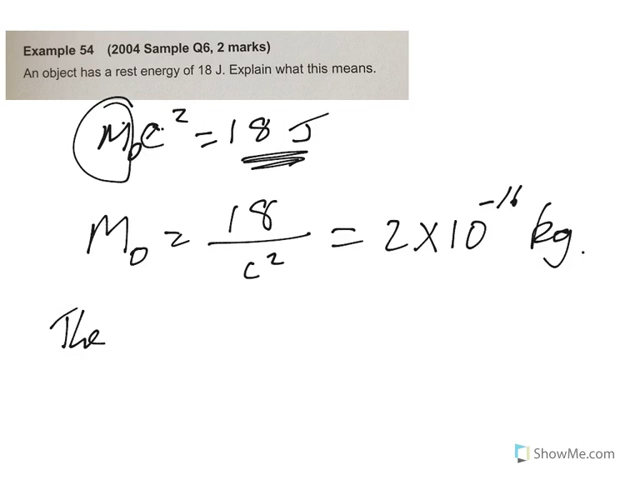 Example 54 (2004 Sample Q6, 2 marks)
An object has a rest energy of 18 J. Explain what this means.
M₀c² = 18 J
M₀ = 18/c² = 2 × 10⁻¹⁶ kg.
The
ShowMe.com